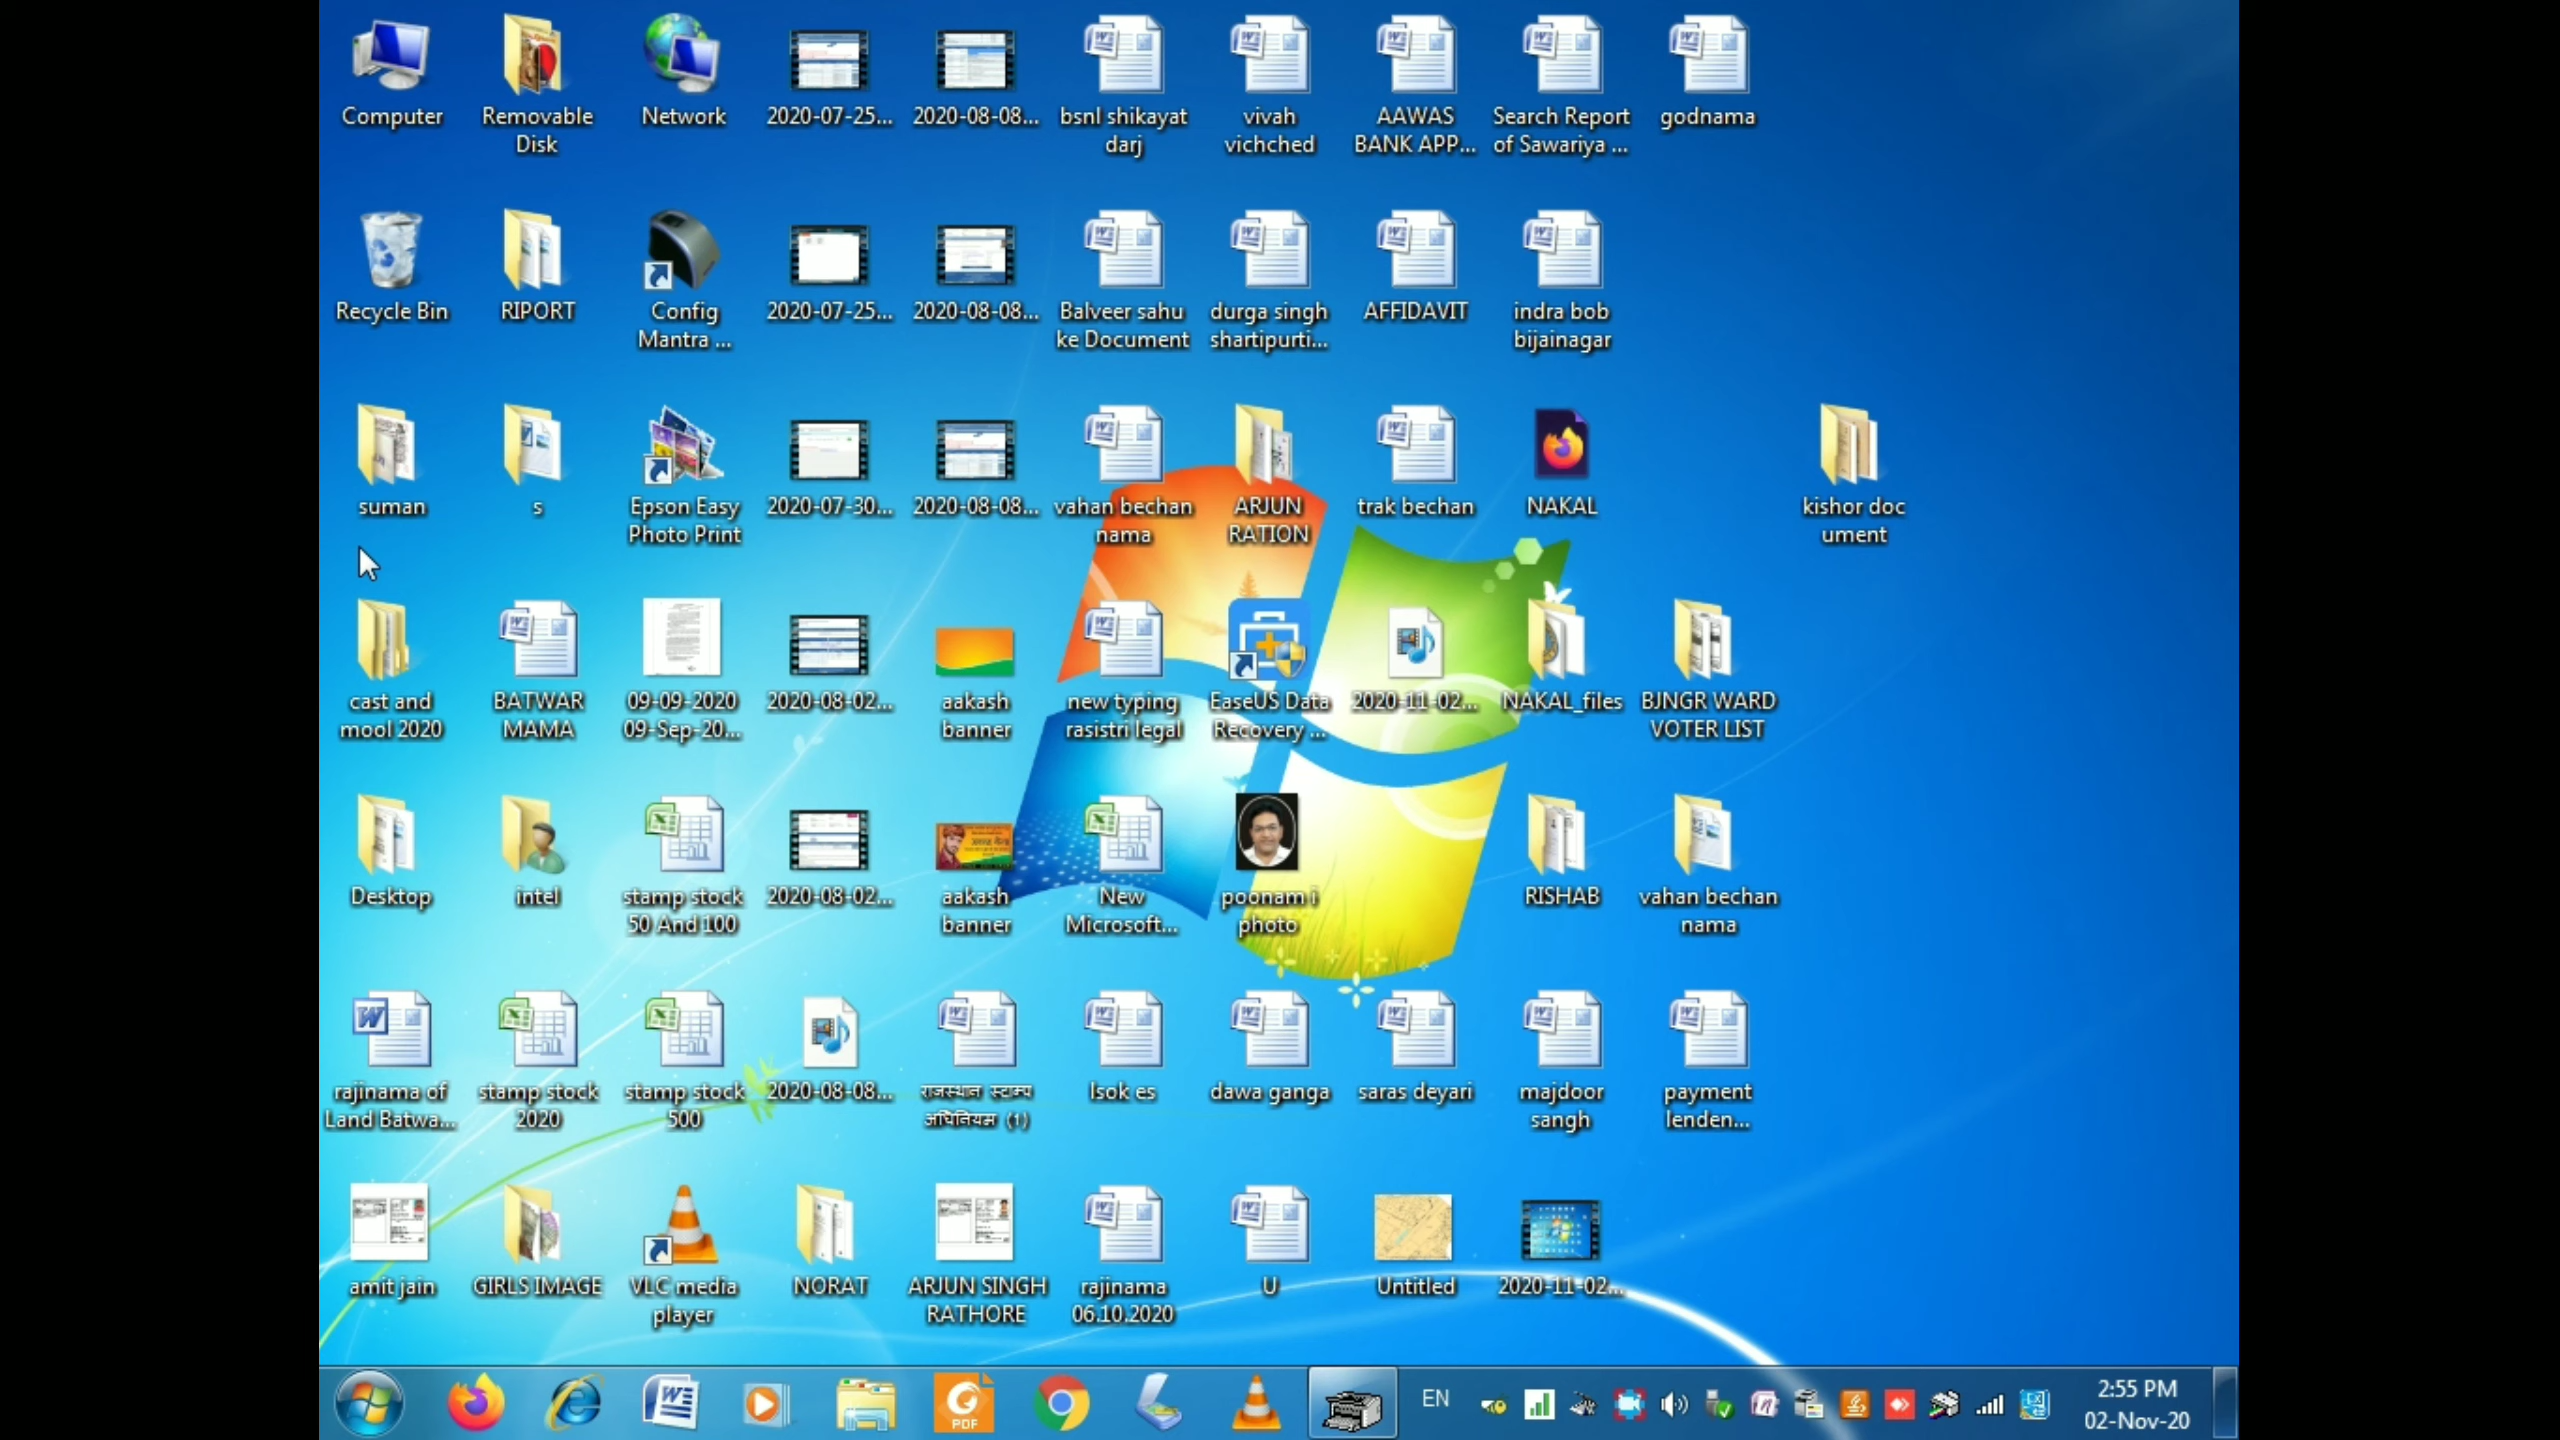 Computer
Removable
Disk
Network
2020-07-25...
2020-08-08...
bsnl shikayat
darj
vivah
vichched
AAWAS
BANK APP...
Search Report
of Sawariya ...
godnama
Recycle Bin
RIPORT
Config
Mantra ...
2020-07-25...
2020-08-08...
Balveer sahu
ke Document
durga singh
shartipurti...
AFFIDAVIT
indra bob
bijainagar
suman
s
Epson Easy
Photo Print
2020-07-30...
2020-08-08...
vahan bechan
nama
ARJUN
RATION
trak bechan
NAKAL
kishor doc
ument
cast and
mool 2020
BATWAR
MAMA
09-09-2020
09-Sep-20...
2020-08-02...
aakash
banner
new typing
rasistri legal
EaseUS Data
Recovery ...
2020-11-02...
NAKAL_files
BJNGR WARD
VOTER LIST
Desktop
intel
stamp stock
50 And 100
2020-08-02...
aakash
banner
New
Microsoft...
poonam i
photo
RISHAB
vahan bechan
nama
rajinama of
Land Batwa...
stamp stock
2020
stamp stock
500
2020-08-08...
राजस्थान स्टाम्प
अधिनियम (1)
lsok es
dawa ganga
saras deyari
majdoor
sangh
payment
lenden...
amit jain
GIRLS IMAGE
VLC media
player
NORAT
ARJUN SINGH
RATHORE
rajinama
06.10.2020
U
Untitled
2020-11-02...
PDF
EN
2:55 PM
02-Nov-20